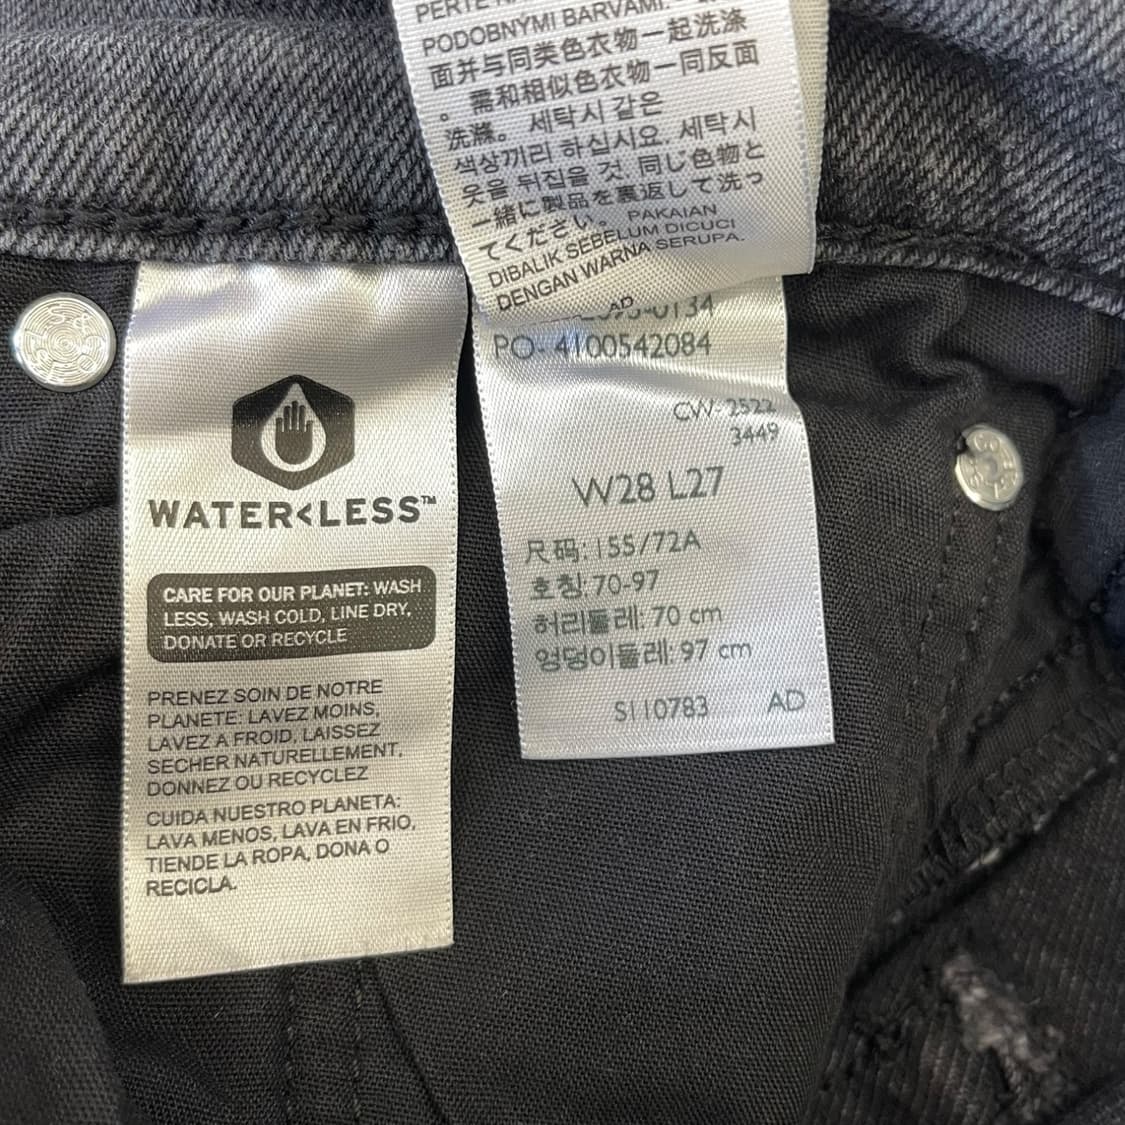 PODOBNÝMI BARVAMI.
面并与同类色衣物一起洗涤
。需和相似色衣物一同反面
洗滌。 세탁시 같은
색상끼리 하십시요. 세탁시
옷을 뒤집을 것. 同じ色物と
一緒に製品を裏返して洗っ
てください。 PAKAIAN
DIBALIK SEBELUM DICUCI
DENGAN WARNA SERUPA.
AD
-0134
PO- 4100542084
CW- 2522
3449
W28 L27
尺码: 155/72A
호칭: 70-97
허리둘레: 70 cm
엉덩이둘레: 97 cm
S110783 AD
WATER<LESS™
CARE FOR OUR PLANET: WASH
LESS, WASH COLD, LINE DRY,
DONATE OR RECYCLE
PRENEZ SOIN DE NOTRE
PLANETE: LAVEZ MOINS,
LAVEZ A FROID, LAISSEZ
SECHER NATURELLEMENT,
DONNEZ OU RECYCLEZ
CUIDA NUESTRO PLANETA:
LAVA MENOS, LAVA EN FRIO,
TIENDE LA ROPA, DONA O
RECICLA.